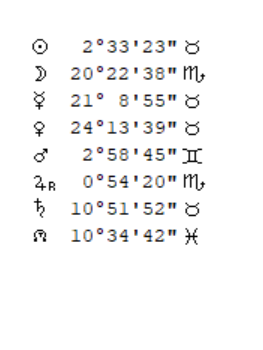 ☉ 2°33'23" ♉
☽ 20°22'38" ♏
☿ 21° 8'55" ♉
♀ 24°13'39" ♉
♂ 2°58'45" ♊
♃R 0°54'20" ♏
♄ 10°51'52" ♉
☊ 10°34'42" ♓